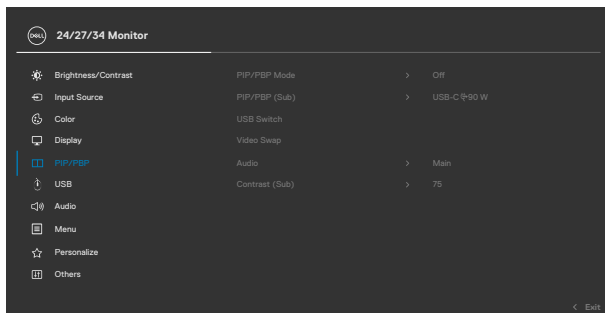 DELL 24/27/34 Monitor
Brightness/Contrast PIP/PBP Mode > Off
Input Source PIP/PBP (Sub) > USB-C 90 W
Color USB Switch
Display Video Swap
PIP/PBP Audio > Main
USB Contrast (Sub) > 75
Audio
Menu
Personalize
Others
< Exit